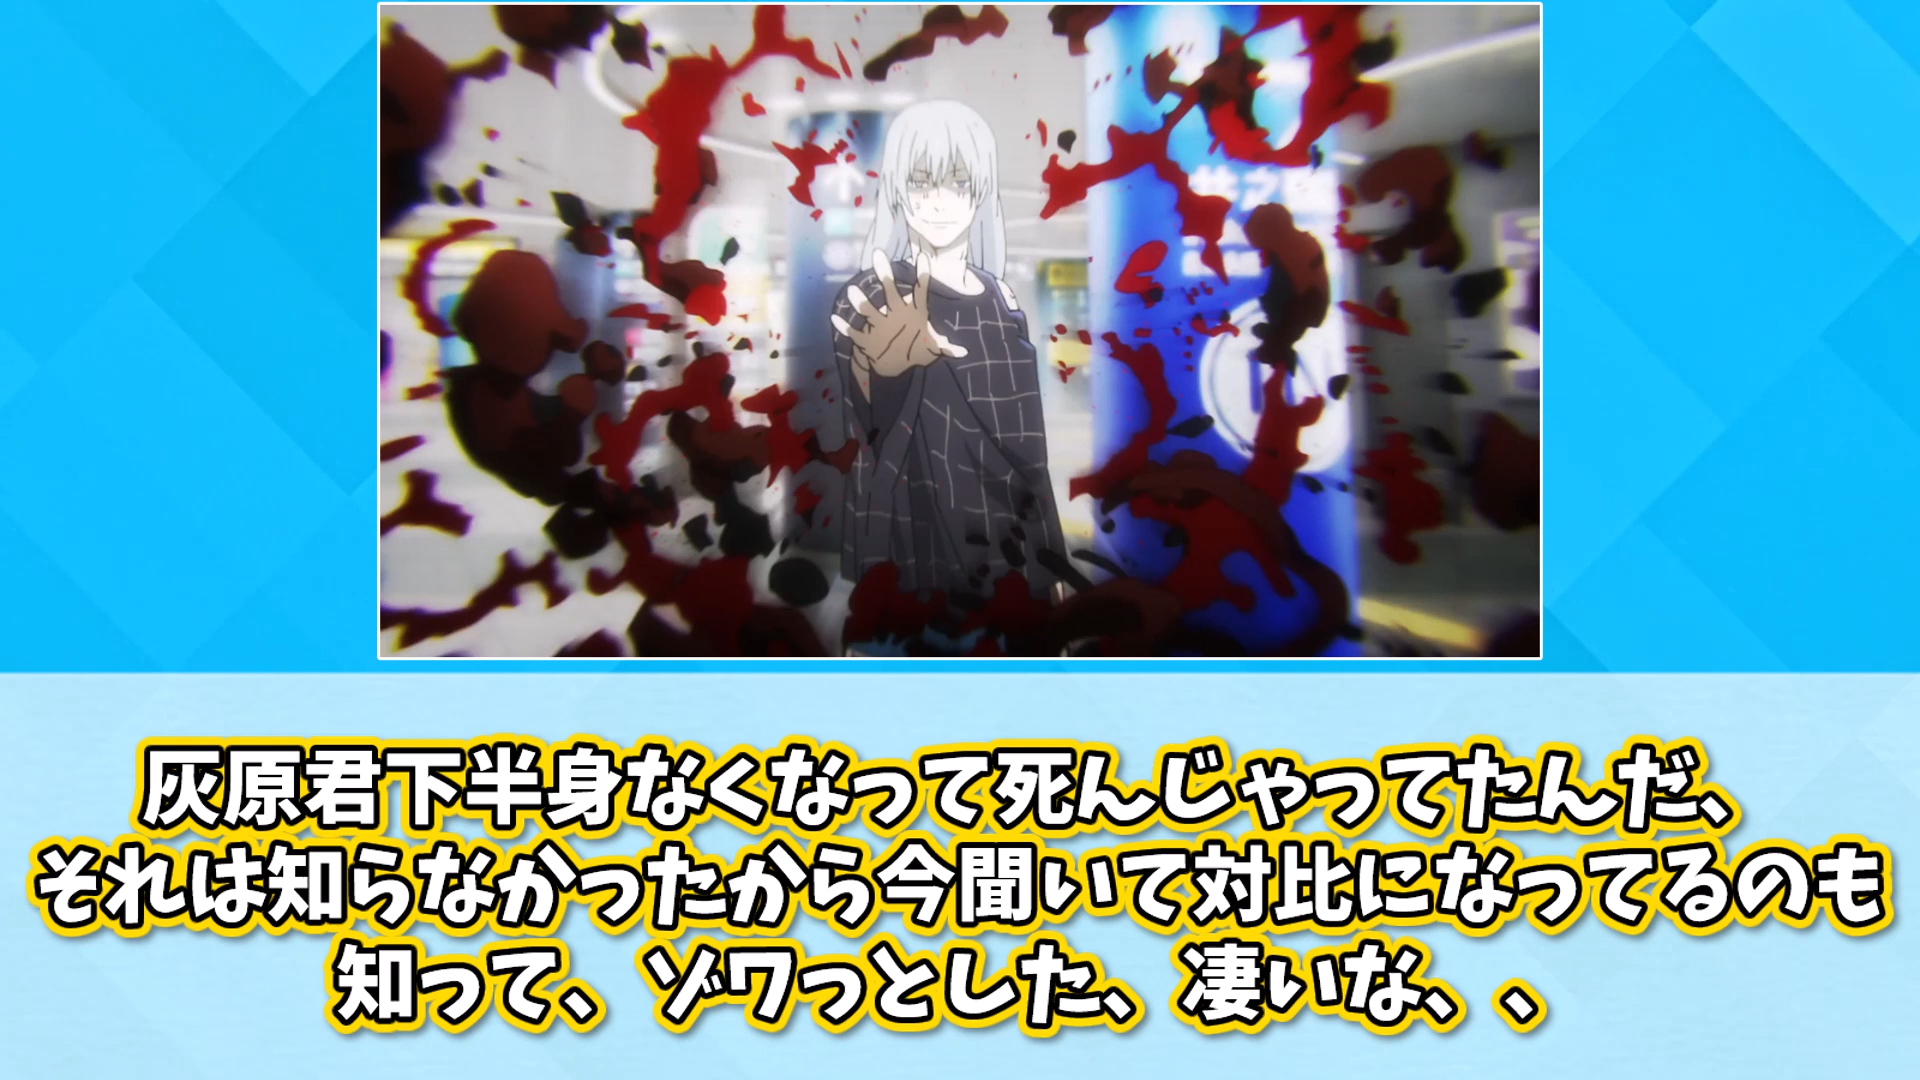 灰原君下半身なくなって死んじゃってたんだ、
それは知らなかったから今聞いて対比になってるのも
知って、ゾワっとした、凄いな、、